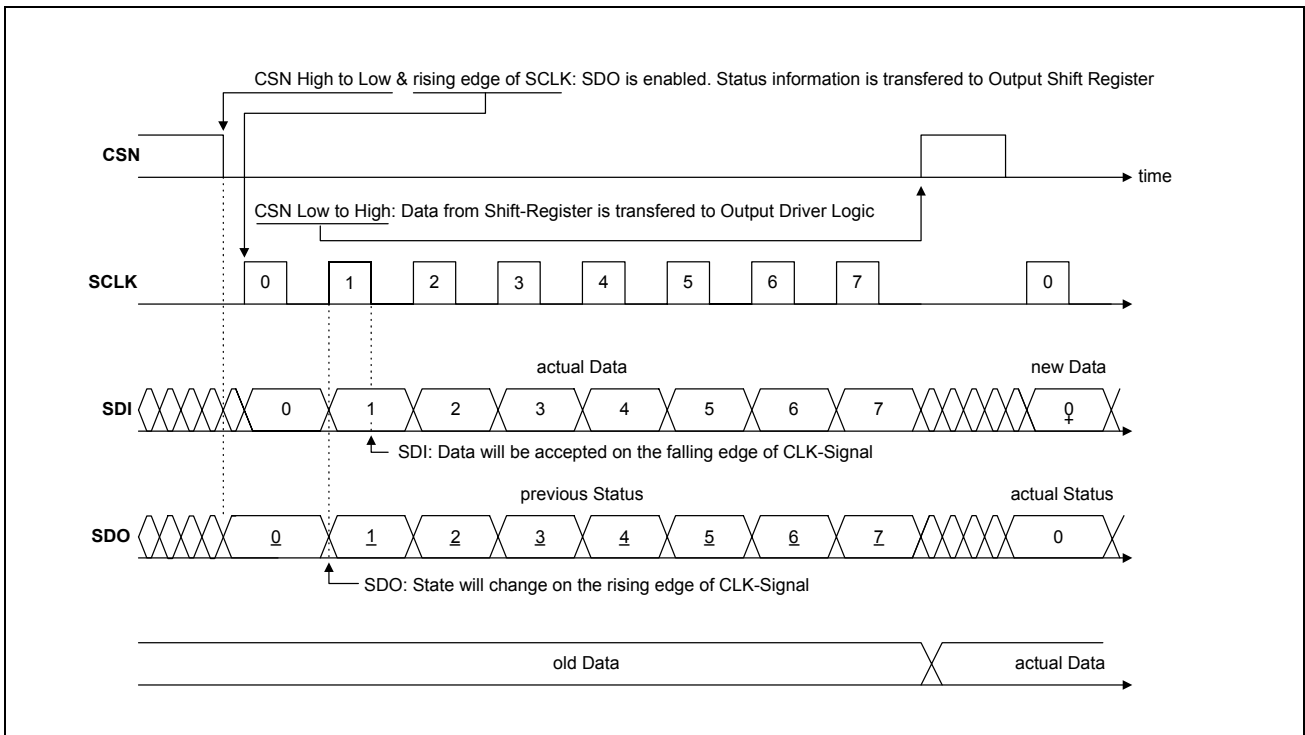 CSN High to Low & rising edge of SCLK: SDO is enabled. Status information is transfered to Output Shift Register
CSN
time
CSN Low to High: Data from Shift-Register is transfered to Output Driver Logic
SCLK
0 1 2 3 4 5 6 7 0
actual Data new Data
SDI
0 1 2 3 4 5 6 7 0
+
SDI: Data will be accepted on the falling edge of CLK-Signal
previous Status actual Status
SDO
0 1 2 3 4 5 6 7 0
SDO: State will change on the rising edge of CLK-Signal
old Data actual Data